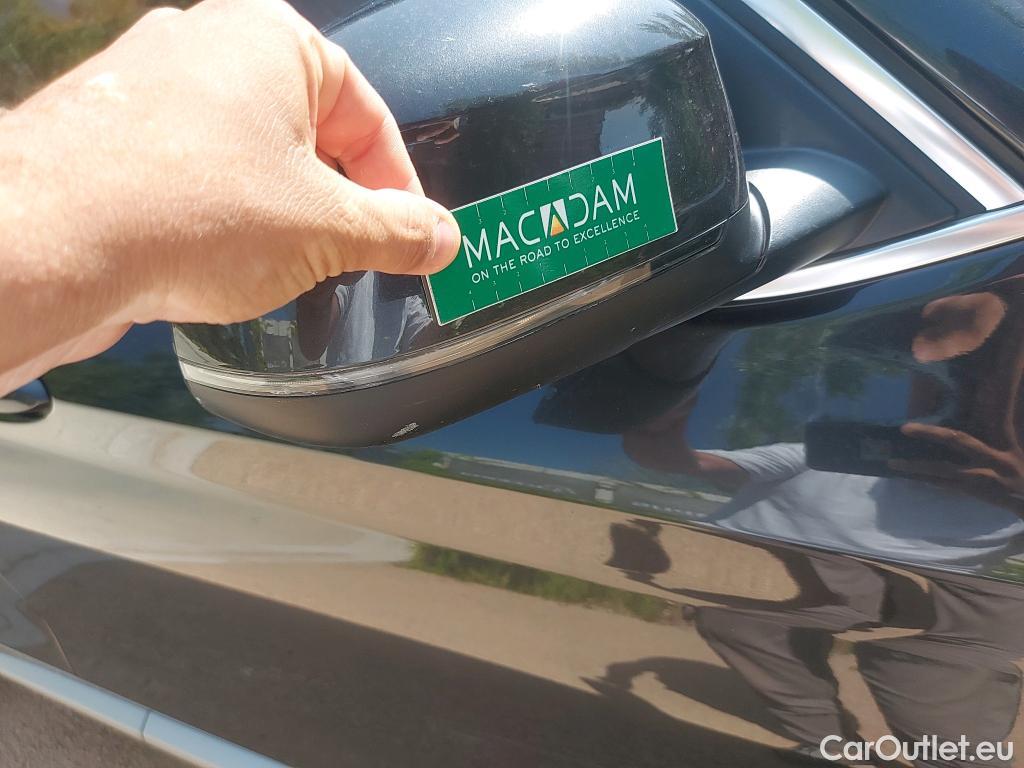 MACADAM
ON THE ROAD TO EXCELLENCE
CarOutlet.eu